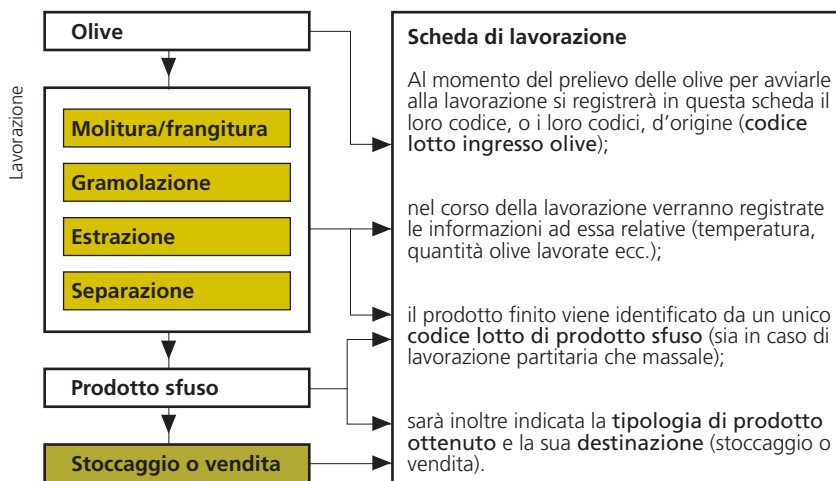 Olive
Lavorazione
Molitura/frangitura
Gramolazione
Estrazione
Separazione
Prodotto sfuso
Stoccaggio o vendita
Scheda di lavorazione
Al momento del prelievo delle olive per avviarle
alla lavorazione si registrerà in questa scheda il
loro codice, o i loro codici, d’origine (codice
lotto ingresso olive);
nel corso della lavorazione verranno registrate
le informazioni ad essa relative (temperatura,
quantità olive lavorate ecc.);
il prodotto finito viene identificato da un unico
codice lotto di prodotto sfuso (sia in caso di
lavorazione partitaria che massale);
sarà inoltre indicata la tipologia di prodotto
ottenuto e la sua destinazione (stoccaggio o
vendita).